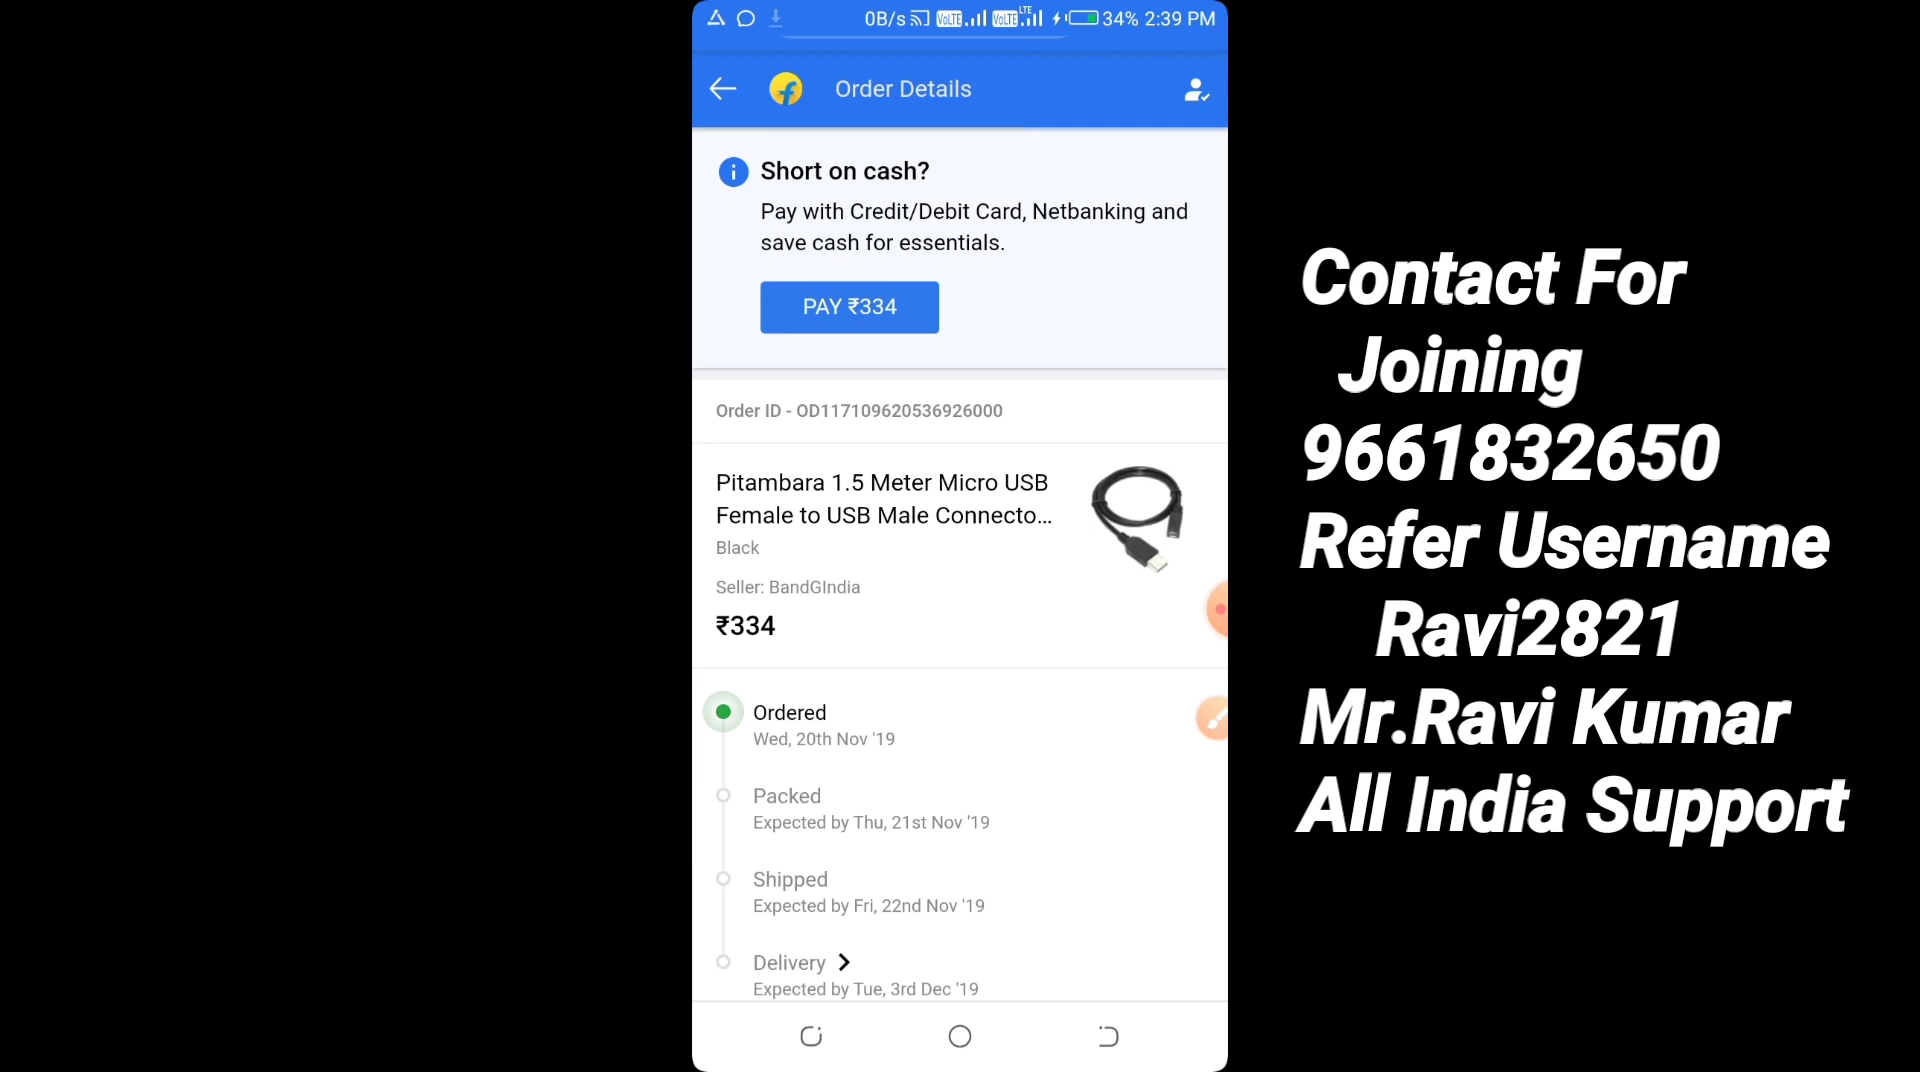 0B/s VoLTE VoLTE LTE 34% 2:39 PM
Order Details
Short on cash?
Pay with Credit/Debit Card, Netbanking and
save cash for essentials.
PAY ₹334
Order ID - OD117109620536926000
Pitambara 1.5 Meter Micro USB
Female to USB Male Connecto...
Black
Seller: BandGIndia
₹334
Ordered
Wed, 20th Nov '19
Packed
Expected by Thu, 21st Nov '19
Shipped
Expected by Fri, 22nd Nov '19
Delivery
Expected by Tue, 3rd Dec '19
Contact For
Joining
9661832650
Refer Username
Ravi2821
Mr.Ravi Kumar
All India Support